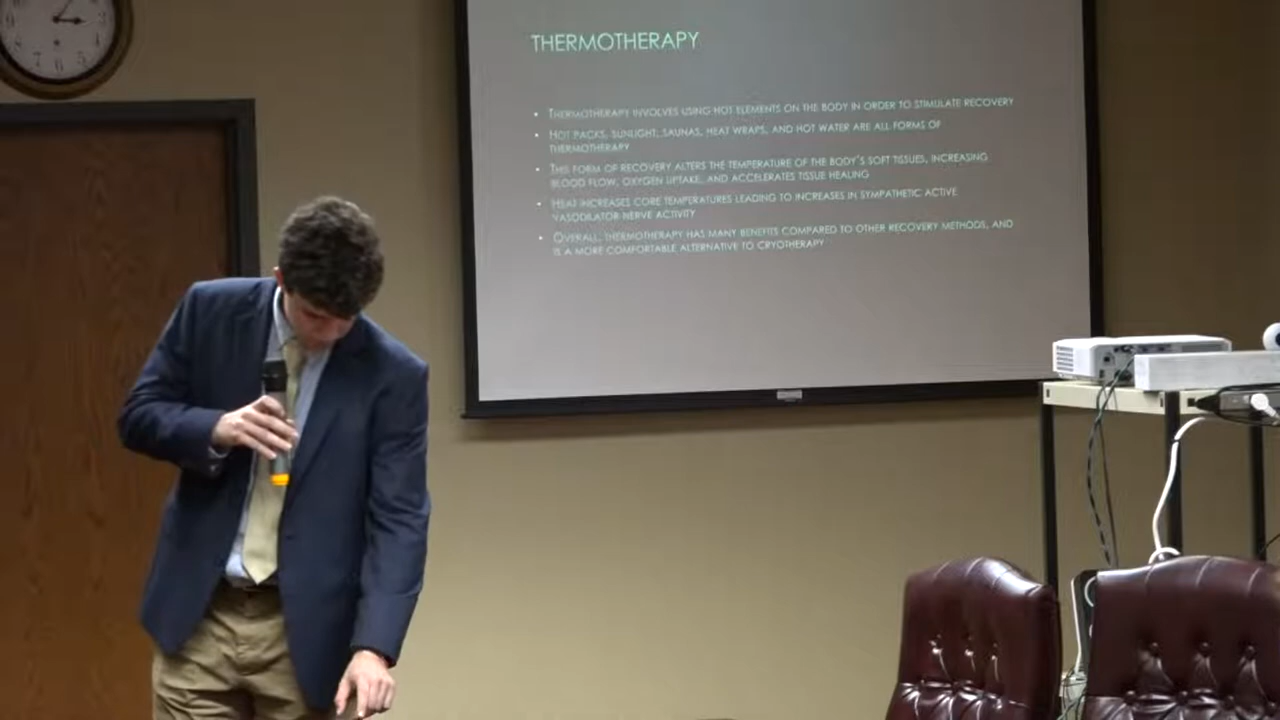 THERMOTHERAPY
• THERMOTHERAPY INVOLVES USING HOT ELEMENTS ON THE BODY IN ORDER TO STIMULATE RECOVERY
• HOT PACKS, SUNLIGHT, SAUNAS, HEAT WRAPS, AND HOT WATER ARE ALL FORMS OF
THERMOTHERAPY
• THIS FORM OF RECOVERY ALTERS THE TEMPERATURE OF THE BODY'S SOFT TISSUES, INCREASING
BLOOD FLOW, OXYGEN UPTAKE, AND ACCELERATES TISSUE HEALING
• HEAT INCREASES CORE TEMPERATURES LEADING TO INCREASES IN SYMPATHETIC ACTIVE
VASODILATOR NERVE ACTIVITY
• OVERALL, THERMOTHERAPY HAS MANY BENEFITS COMPARED TO OTHER RECOVERY METHODS, AND
IS A MORE COMFORTABLE ALTERNATIVE TO CRYOTHERAPY